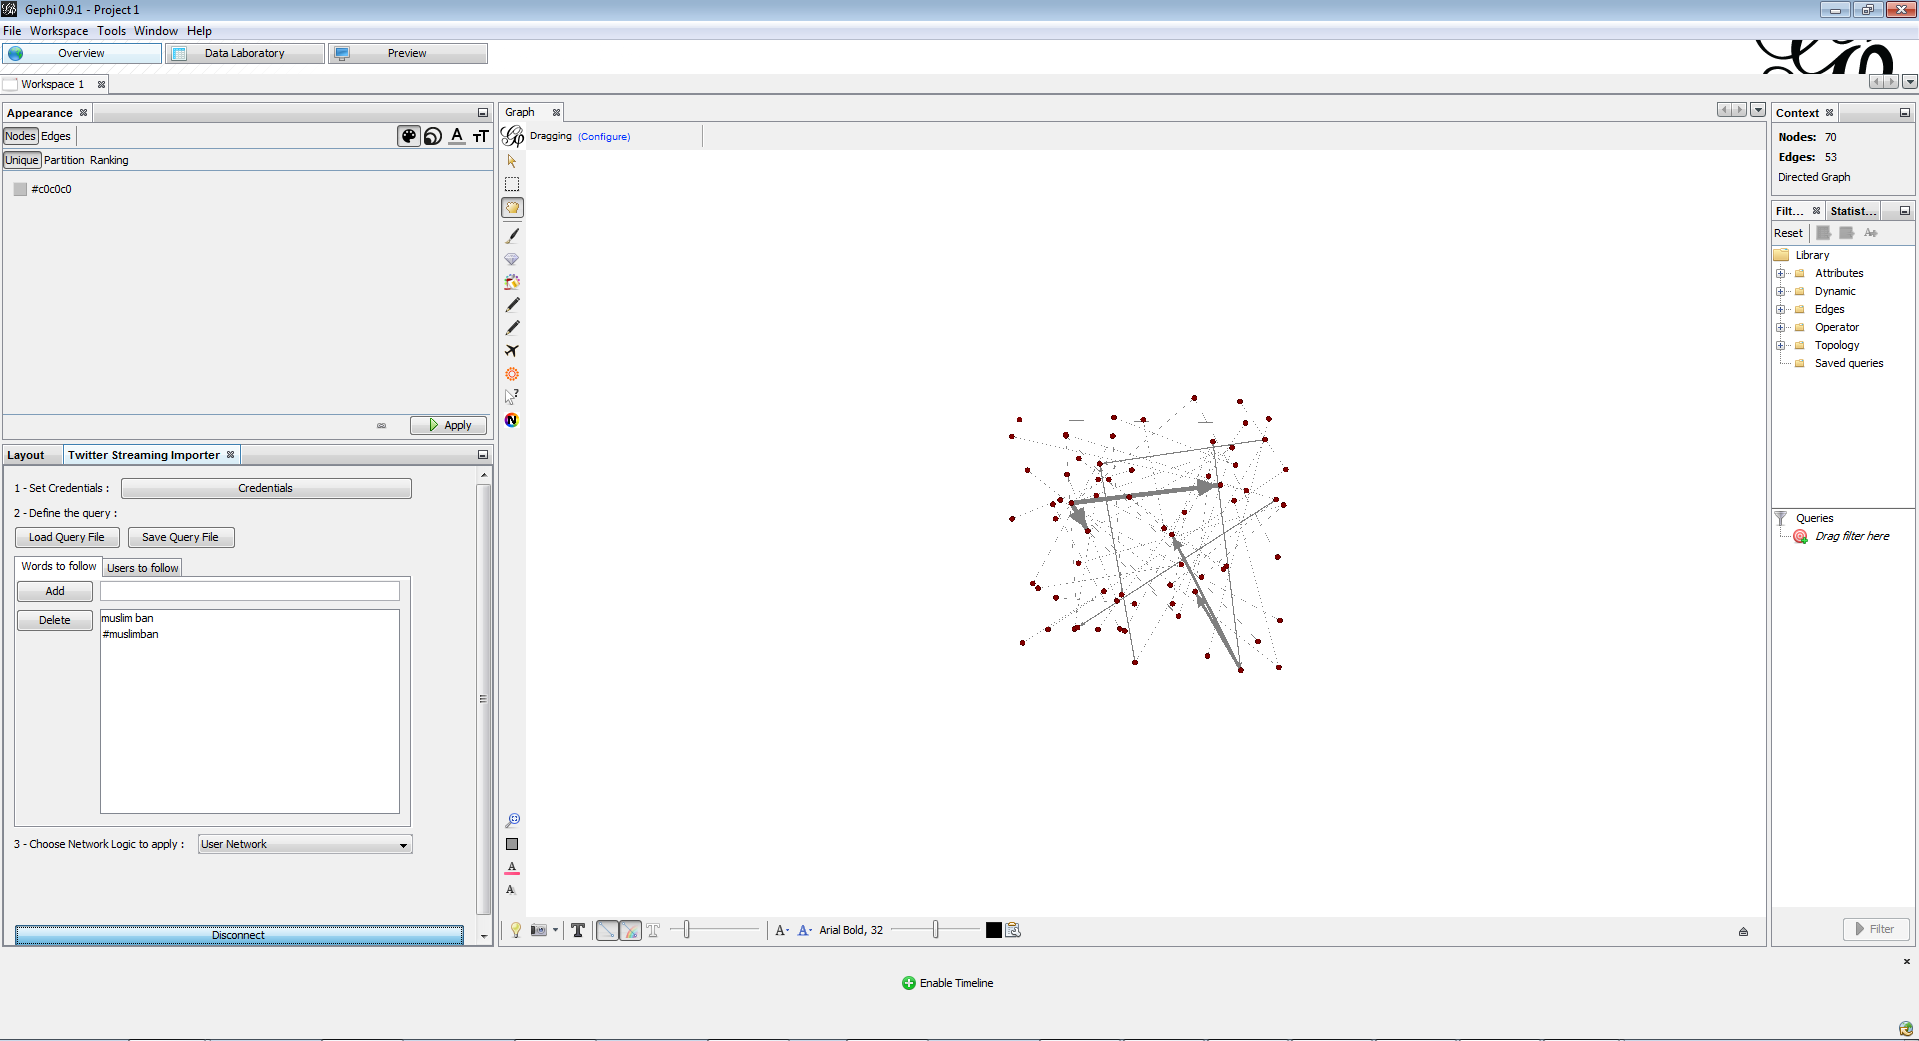 Gephi 0.9.1 - Project 1
File Workspace Tools Window Help
Overview Data Laboratory Preview
Workspace 1
Appearance
Nodes Edges
Unique Partition Ranking
#c0c0c0
Apply
Layout Twitter Streaming Importer
1 - Set Credentials : Credentials
2 - Define the query :
Load Query File Save Query File
Words to follow Users to follow
Add
Delete
muslim ban
#muslimban
3 - Choose Network Logic to apply : User Network
Disconnect
Graph
Dragging (Configure)
Arial Bold, 32
Context
Nodes: 70
Edges: 53
Directed Graph
Filt... Statist...
Reset
Library
Attributes
Dynamic
Edges
Operator
Topology
Saved queries
Queries
Drag filter here
Filter
Enable Timeline